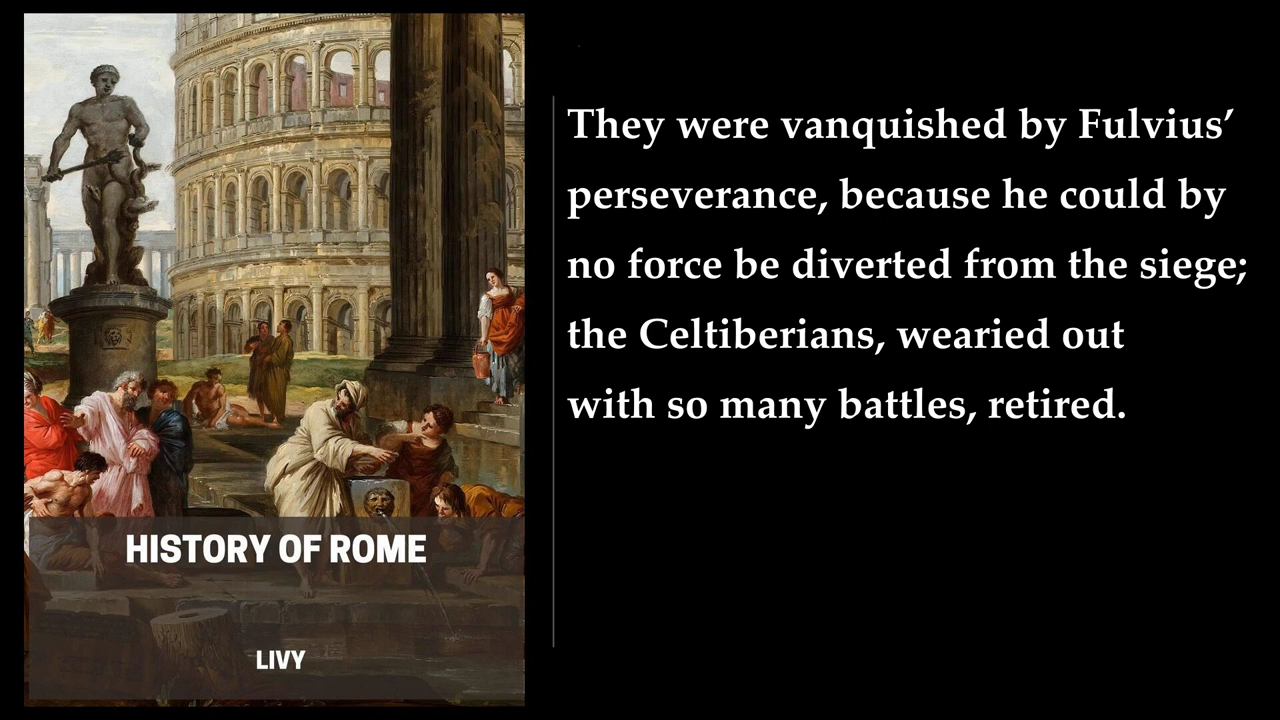 They were vanquished by Fulvius’
perseverance, because he could by
no force be diverted from the siege;
the Celtiberians, wearied out
with so many battles, retired.
HISTORY OF ROME
LIVY